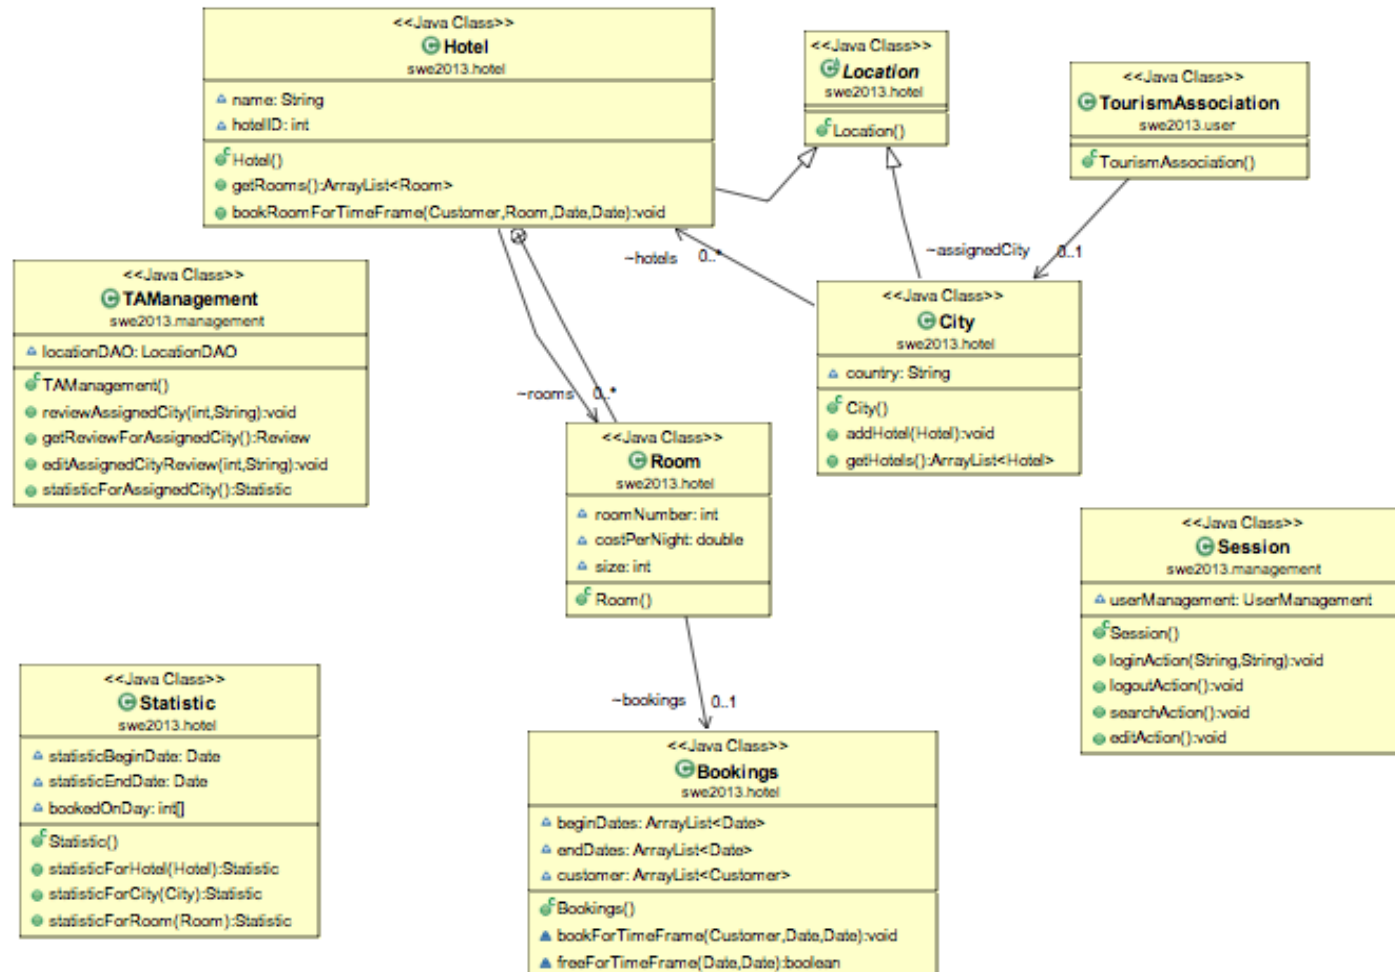 <<Java Class>>
Hotel
swe2013.hotel
name: String
hotelID: int
Hotel()
getRooms():ArrayList<Room>
bookRoomForTimeFrame(Customer,Room,Date,Date):void
<<Java Class>>
Location
swe2013.hotel
Location()
<<Java Class>>
TourismAssociation
swe2013.user
TourismAssociation()
~hotels 0..*
~assignedCity 0..1
<<Java Class>>
TAManagement
swe2013.management
locationDAO: LocationDAO
TAManagement()
reviewAssignedCity(int,String):void
getReviewForAssignedCity():Review
editAssignedCityReview(int,String):void
statisticForAssignedCity():Statistic
<<Java Class>>
City
swe2013.hotel
country: String
City()
addHotel(Hotel):void
getHotels():ArrayList<Hotel>
~rooms 0..*
<<Java Class>>
Room
swe2013.hotel
roomNumber: int
costPerNight: double
size: int
Room()
<<Java Class>>
Session
swe2013.management
userManagement: UserManagement
Session()
loginAction(String,String):void
logoutAction():void
searchAction():void
editAction():void
~bookings 0..1
<<Java Class>>
Statistic
swe2013.hotel
statisticBeginDate: Date
statisticEndDate: Date
bookedOnDay: int[]
Statistic()
statisticForHotel(Hotel):Statistic
statisticForCity(City):Statistic
statisticForRoom(Room):Statistic
<<Java Class>>
Bookings
swe2013.hotel
beginDates: ArrayList<Date>
endDates: ArrayList<Date>
customer: ArrayList<Customer>
Bookings()
bookForTimeFrame(Customer,Date,Date):void
freeForTimeFrame(Date,Date):boolean